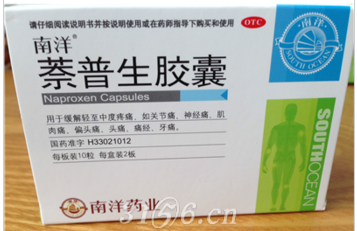 请仔细阅读说明书并按说明使用或在药师指导下购买和使用
OTC
南洋®
南洋
SOUTH OCEAN
萘普生胶囊
Naproxen Capsules
用于缓解轻至中度疼痛，如关节痛、神经痛、肌
肉痛、偏头痛、头痛、痛经、牙痛。
国药准字 H33021012
每板装10粒 每盒装2板
SOUTHOCEAN
南洋药业
3156.cn